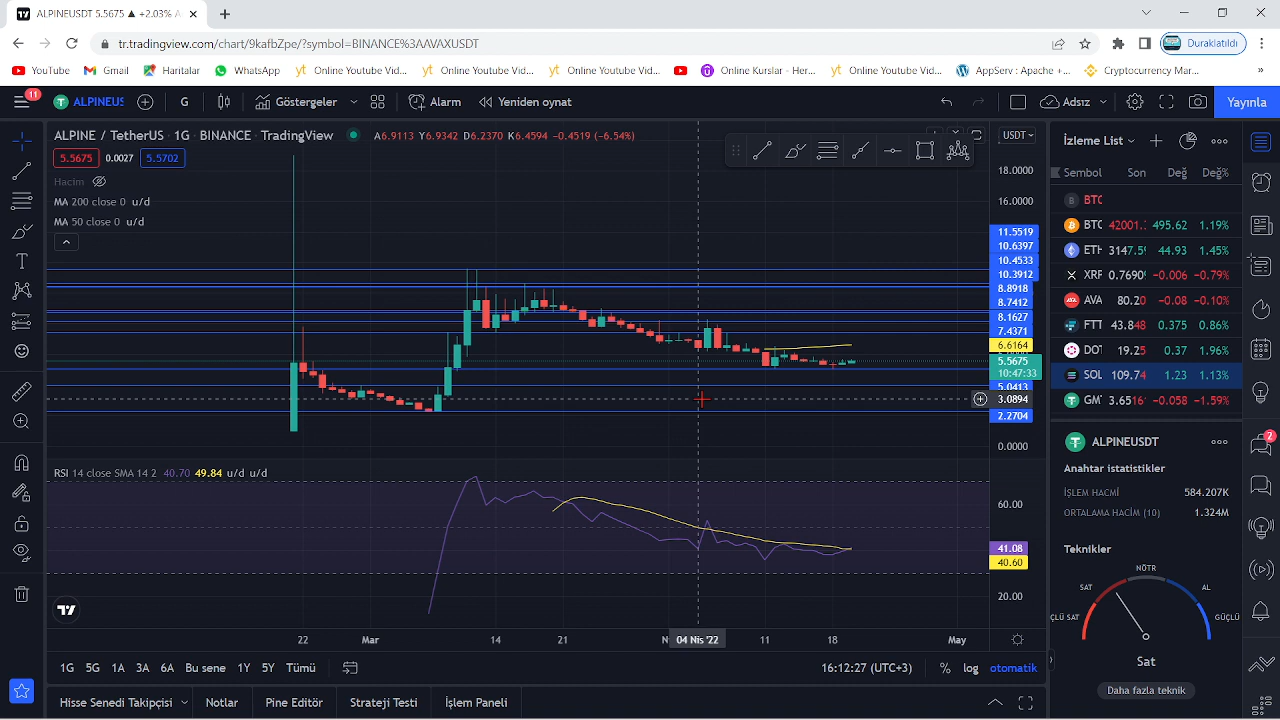 ALPINEUSDT 5.5675 ▲ +2.03% A
tr.tradingview.com/chart/9kafbZpe/?symbol=BINANCE%3AAVAXUSDT
Duraklatıldı
YouTube Gmail Haritalar WhatsApp Online Youtube Vid... Online Youtube Vid... Online Youtube Vid... Online Kurslar - Her... Online Youtube Vid... AppServ : Apache +... Cryptocurrency Mar... »
11
ALPINEUS G Göstergeler Alarm Yeniden oynat Adsız Yayınla
ALPINE / TetherUS · 1G · BINANCE · TradingView A6.9113 Y6.9342 D6.2370 K6.4594 -0.4519 (-6.54%)
5.5675 0.0027 5.5702
Hacim
MA 200 close 0 u/d
MA 50 close 0 u/d
USDT
18.0000
16.0000
11.5519
10.6397
10.4533
10.3912
8.8918
8.7412
8.1627
7.4371
6.6164
5.5675
10:47:33
5.0413
3.0894
2.2704
0.0000
RSI 14 close SMA 14 2 40.70 49.84 u/d u/d
60.00
41.08
40.60
20.00
22 Mar 14 21 N 04 Nis '22 11 18 May
1G 5G 1A 3A 6A Bu sene 1Y 5Y Tümü 16:12:27 (UTC+3) % log otomatik
Hisse Senedi Takipçisi Notlar Pine Editör Strateji Testi İşlem Paneli
İzleme List
Sembol Son Değ Değ%
BTC
BTC 42001. 495.62 1.19%
ETH 3147.59 44.93 1.45%
XRP 0.7690 −0.006 −0.79%
AVA 80.20 −0.08 −0.10%
FTT 43.848 0.375 0.86%
DOT 19.25 0.37 1.96%
SOL 109.74 1.23 1.13%
GMT 3.6516 −0.058 −1.59%
ALPINEUSDT
Anahtar istatistikler
İŞLEM HACMİ 584.207K
ORTALAMA HACİM (10) 1.324M
Teknikler
NÖTR
SAT AL
ÇLÜ SAT GÜÇLÜ
Sat
Daha fazla teknik
2